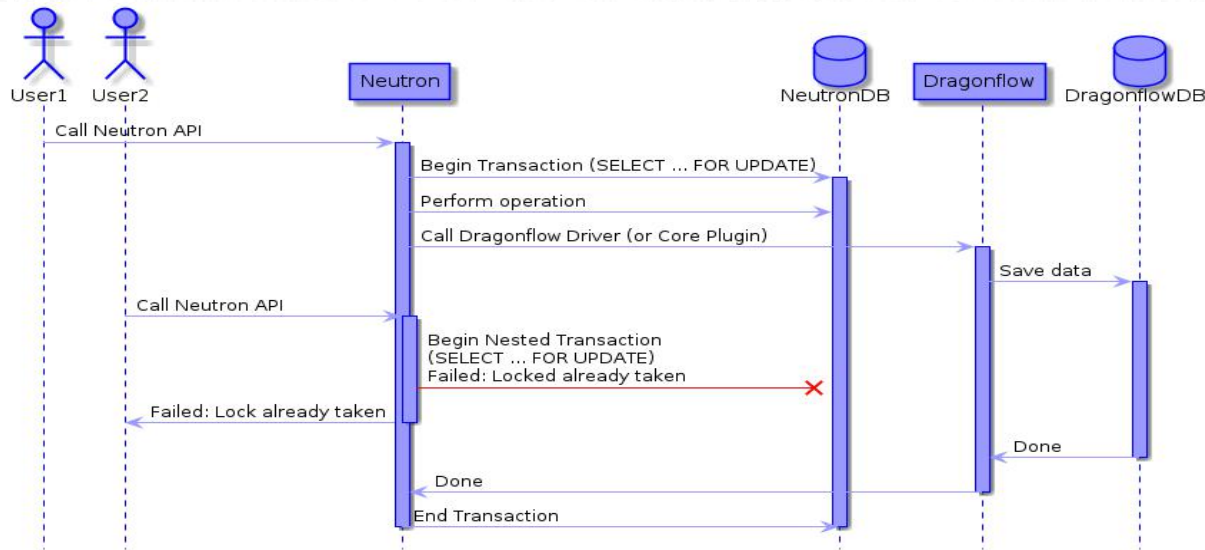 User1
User2
Neutron
NeutronDB
Dragonflow
DragonflowDB
Call Neutron API
Begin Transaction (SELECT ... FOR UPDATE)
Perform operation
Call Dragonflow Driver (or Core Plugin)
Save data
Call Neutron API
Begin Nested Transaction
(SELECT ... FOR UPDATE)
Failed: Locked already taken
Failed: Lock already taken
Done
Done
End Transaction